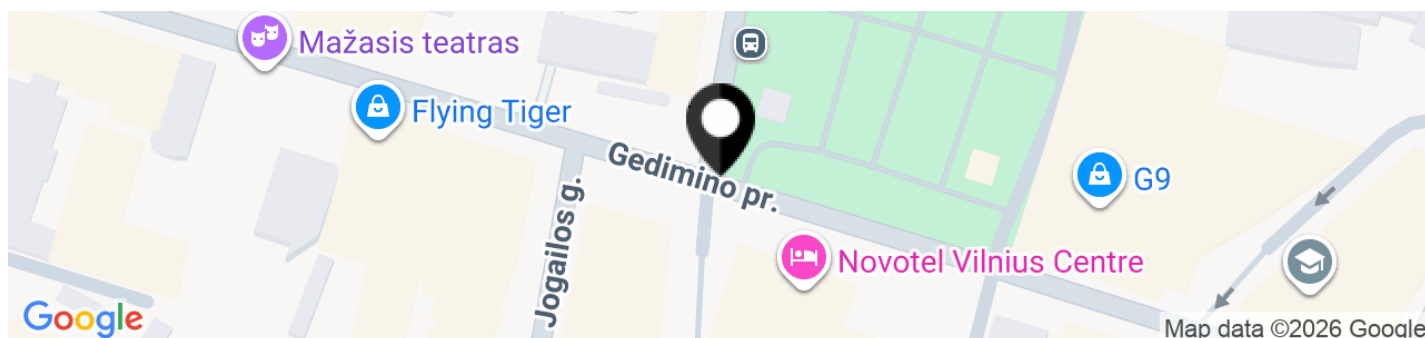 Mažasis teatras
Flying Tiger
Gedimino pr.
Jogailos g.
G9
Novotel Vilnius Centre
Google
Map data ©2026 Google